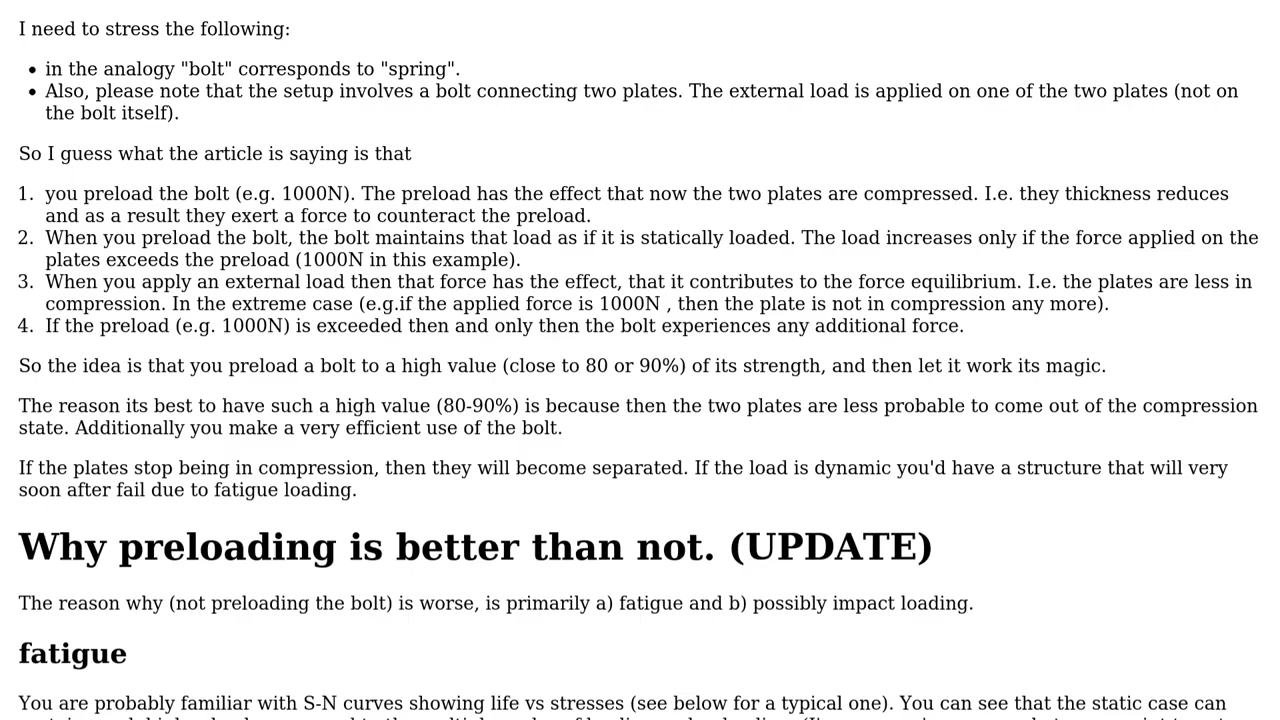 I need to stress the following:
in the analogy "bolt" corresponds to "spring".
Also, please note that the setup involves a bolt connecting two plates. The external load is applied on one of the two plates (not on
the bolt itself).
So I guess what the article is saying is that
1. you preload the bolt (e.g. 1000N). The preload has the effect that now the two plates are compressed. I.e. they thickness reduces
and as a result they exert a force to counteract the preload.
2. When you preload the bolt, the bolt maintains that load as if it is statically loaded. The load increases only if the force applied on the
plates exceeds the preload (1000N in this example).
3. When you apply an external load then that force has the effect, that it contributes to the force equilibrium. I.e. the plates are less in
compression. In the extreme case (e.g.if the applied force is 1000N , then the plate is not in compression any more).
4. If the preload (e.g. 1000N) is exceeded then and only then the bolt experiences any additional force.
So the idea is that you preload a bolt to a high value (close to 80 or 90%) of its strength, and then let it work its magic.
The reason its best to have such a high value (80-90%) is because then the two plates are less probable to come out of the compression
state. Additionally you make a very efficient use of the bolt.
If the plates stop being in compression, then they will become separated. If the load is dynamic you'd have a structure that will very
soon after fail due to fatigue loading.
Why preloading is better than not. (UPDATE)
The reason why (not preloading the bolt) is worse, is primarily a) fatigue and b) possibly impact loading.
fatigue
You are probably familiar with S-N curves showing life vs stresses (see below for a typical one). You can see that the static case can